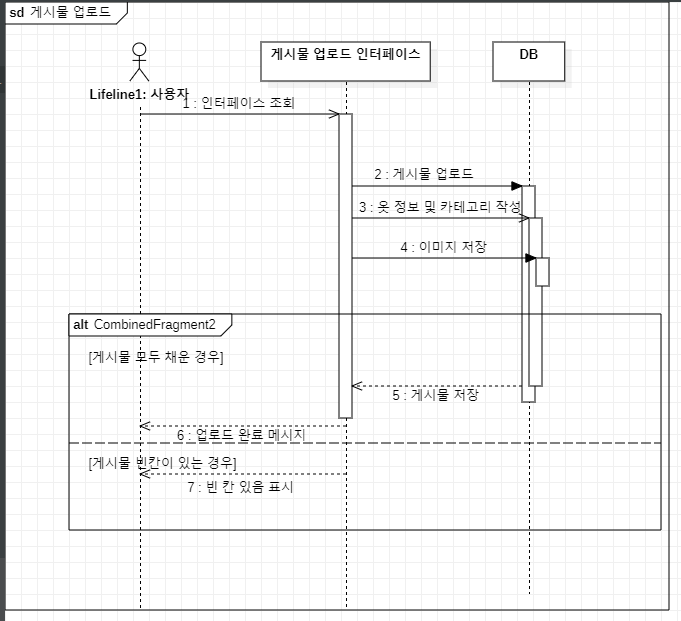 sd 게시물 업로드
게시물 업로드 인터페이스
DB
Lifeline1: 사용자
1 : 인터페이스 조회
2 : 게시물 업로드
3 : 옷 정보 및 카테고리 작성
4 : 이미지 저장
alt CombinedFragment2
[게시물 모두 채운 경우]
5 : 게시물 저장
6 : 업로드 완료 메시지
[게시물 빈칸이 있는 경우]
7 : 빈 칸 있음 표시